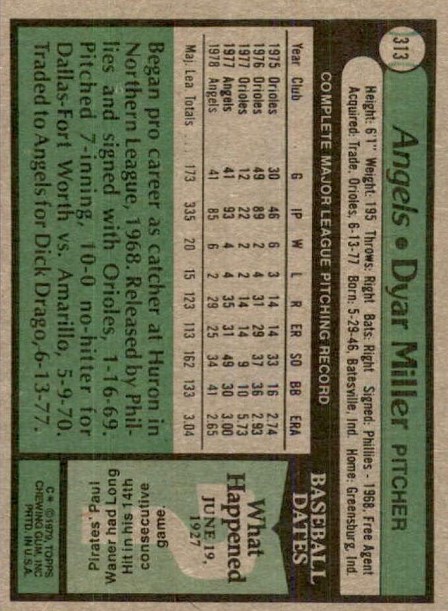 313
Angels • Dyar Miller PITCHER
Height: 6'1" Weight: 195 Throws: Right Bats: Right Signed: Phillies - 1968, Free Agent
Acquired: Trade, Orioles, 6-13-77 Born: 5-29-46, Batesville, Ind. Home: Greensburg, Ind.
COMPLETE MAJOR LEAGUE PITCHING RECORD
Year Club G IP W L R ER SO BB ERA
1975 Orioles 30 46 6 3 14 14 33 16 2.74
1976 Orioles 49 89 2 4 31 29 37 36 2.93
1977 Orioles 12 22 2 2 14 14 9 10 5.73
1977 Angels 41 93 4 4 35 31 49 30 3.00
1978 Angels 41 85 6 2 29 25 34 41 2.65
Maj. Lea. Totals . . . . 173 335 20 15 123 113 162 133 3.04
Began pro career as catcher at Huron in
Northern League, 1968. Released by Phil-
lies and signed with Orioles 1-16-69.
Pitched 7-inning, 10-0 no-hitter for
Dallas-Fort Worth vs. Amarillo, 5-9-70.
Traded to Angels for Dick Drago, 6-13-77.
BASEBALL
DATES
What
Happened
JUNE 19,
1927
?
Pirates' Paul
Waner had Long
Hit in his 14th
consecutive
game
C* © 1979, TOPPS
CHEWING GUM, INC.
PRTD. IN U.S.A.